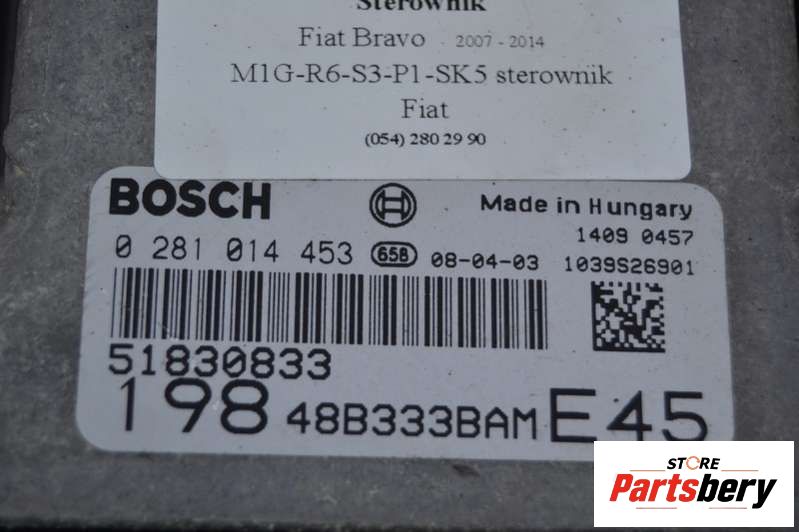 Sterownik
Fiat Bravo 2007 - 2014
M1G-R6-S3-P1-SK5 sterownik
Fiat
(054) 280 29 90
BOSCH Made in Hungary
1409 0457
0 281 014 453 65B 08-04-03 1039S26901
51830833
198 48B333BAM E45
STORE
Partsbery